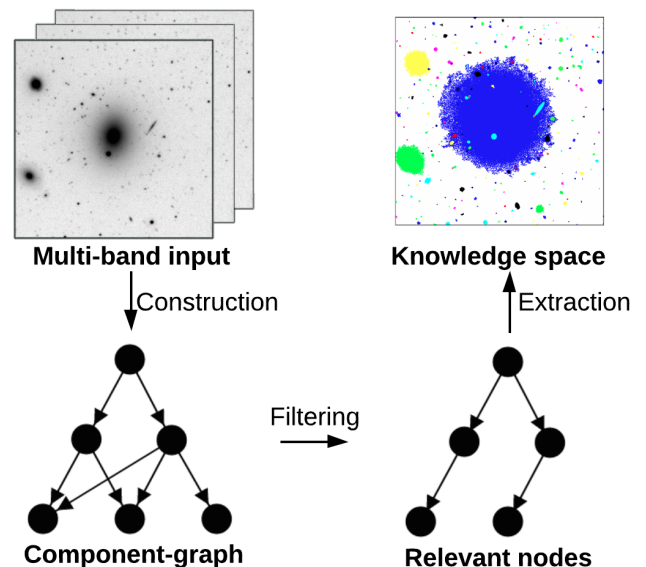 Multi-band input
Knowledge space
Construction
Extraction
Filtering
Component-graph
Relevant nodes